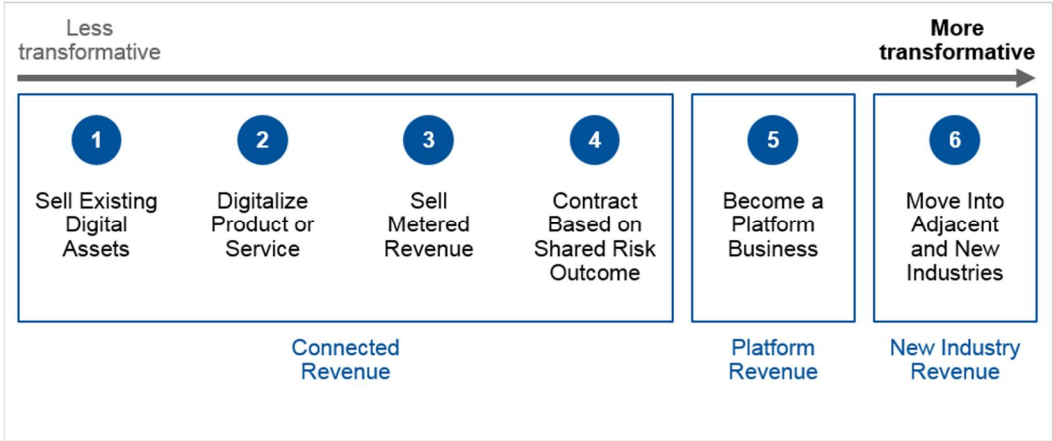 Less
transformative
More
transformative
1
Sell Existing
Digital
Assets
2
Digitalize
Product or
Service
3
Sell
Metered
Revenue
4
Contract
Based on
Shared Risk
Outcome
5
Become a
Platform
Business
6
Move Into
Adjacent
and New
Industries
Connected
Revenue
Platform
Revenue
New Industry
Revenue